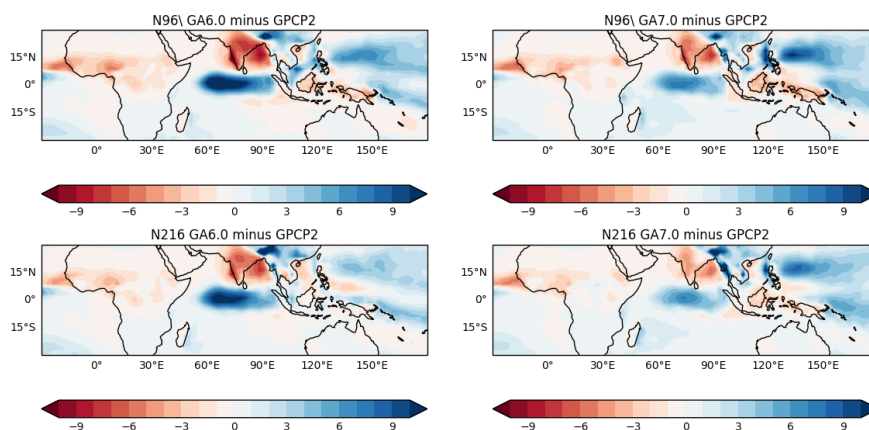 N96\ GA6.0 minus GPCP2
15°N
0°
15°S
0° 30°E 60°E 90°E 120°E 150°E
−9 −6 −3 0 3 6 9
N96\ GA7.0 minus GPCP2
15°N
0°
15°S
0° 30°E 60°E 90°E 120°E 150°E
−9 −6 −3 0 3 6 9
N216 GA6.0 minus GPCP2
15°N
0°
15°S
0° 30°E 60°E 90°E 120°E 150°E
−9 −6 −3 0 3 6 9
N216 GA7.0 minus GPCP2
15°N
0°
15°S
0° 30°E 60°E 90°E 120°E 150°E
−9 −6 −3 0 3 6 9